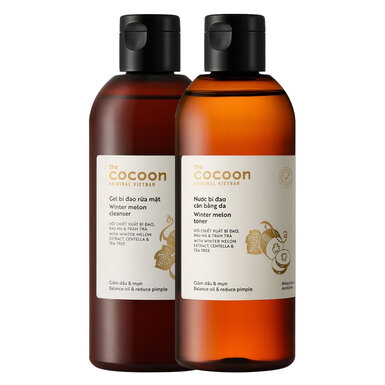 the
cocoon
ORIGINAL VIETNAM
Gel bí đao rửa mặt
Winter melon
cleanser
VỚI CHIẾT XUẤT BÍ ĐAO,
RAU MÁ & TRÀM TRÀ
WITH WINTER MELON
EXTRACT, CENTELLA &
TEA TREE
Giảm dầu & mụn
Balance oil & reduce pimple
the
cocoon
ORIGINAL VIETNAM
Nước bí đao
cân bằng da
Winter melon
toner
VỚI CHIẾT XUẤT BÍ ĐAO,
RAU MÁ & TRÀM TRÀ
WITH WINTER MELON
EXTRACT, CENTELLA &
TEA TREE
Giảm dầu & mụn
Balance oil & reduce pimple